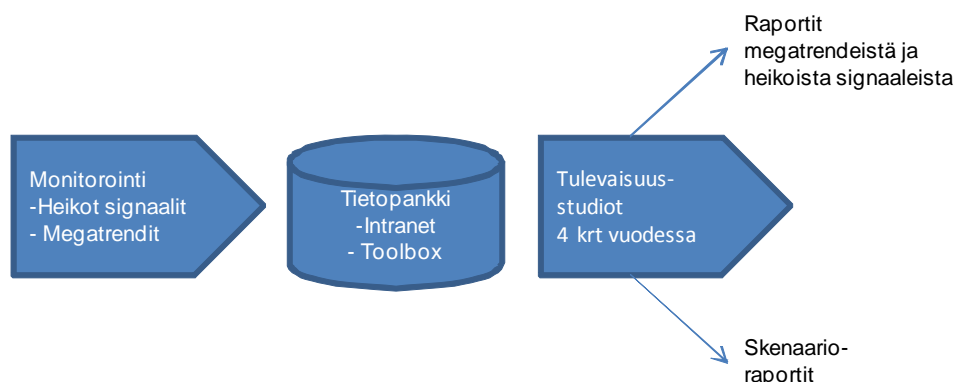 Raportit
megatrendeistä ja
heikoista signaaleista
Monitorointi
-Heikot signaalit
- Megatrendit
Tietopankki
-Intranet
- Toolbox
Tulevaisuus-
studiot
4 krt vuodessa
Skenaario-
raportit